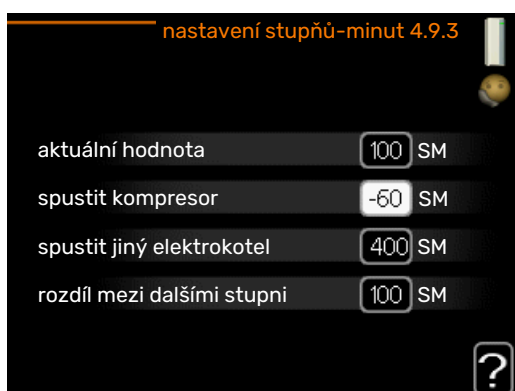 nastavení stupňů-minut 4.9.3
aktuální hodnota 100 SM
spustit kompresor -60 SM
spustit jiný elektrokotel 400 SM
rozdíl mezi dalšími stupni 100 SM
?